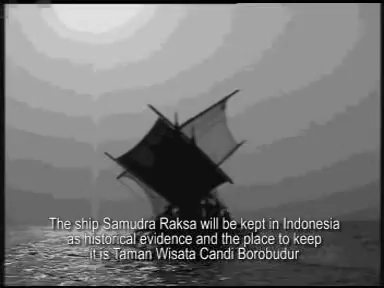 The ship Samudra Raksa will be kept in Indonesia
as historical evidence and the place to keep
it is Taman Wisata Candi Borobudur